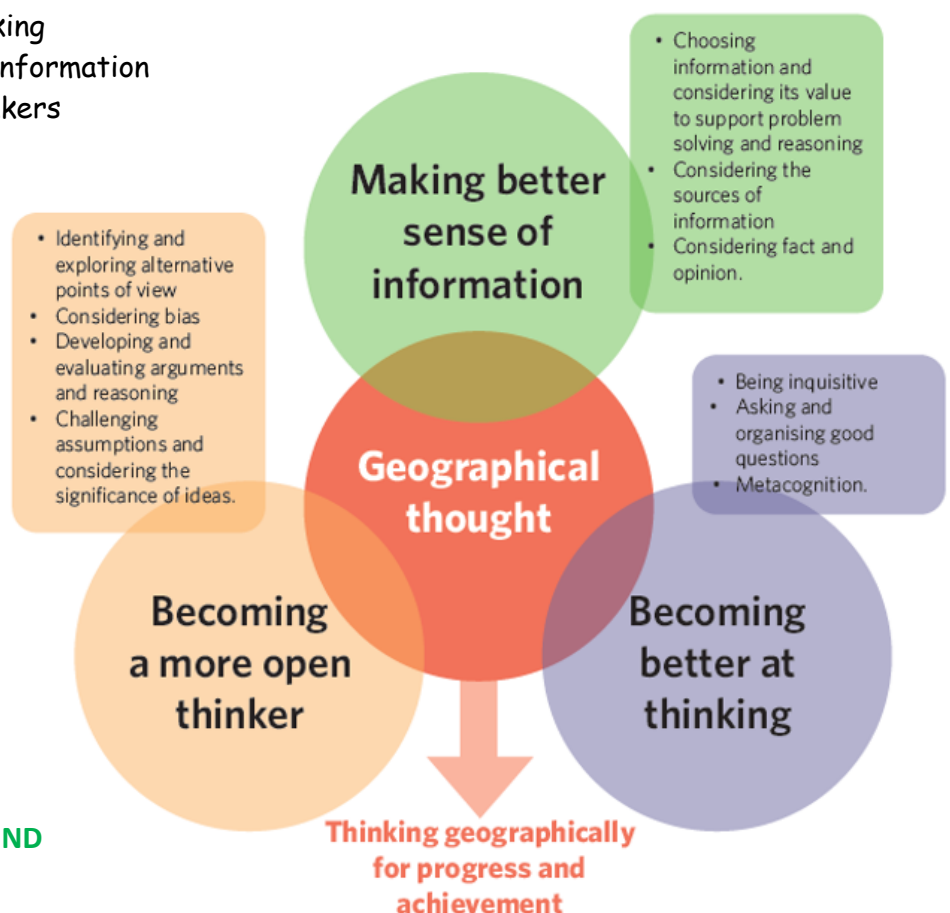 king
information
kers
• Choosing
information and
considering its value
to support problem
solving and reasoning
• Considering the
sources of
information
• Considering fact and
opinion.
Making better
sense of
information
• Identifying and
exploring alternative
points of view
• Considering bias
• Developing and
evaluating arguments
and reasoning
• Challenging
assumptions and
considering the
significance of ideas.
• Being inquisitive
• Asking and
organising good
questions
• Metacognition.
Geographical
thought
Becoming
a more open
thinker
Becoming
better at
thinking
ND
Thinking geographically
for progress and
achievement